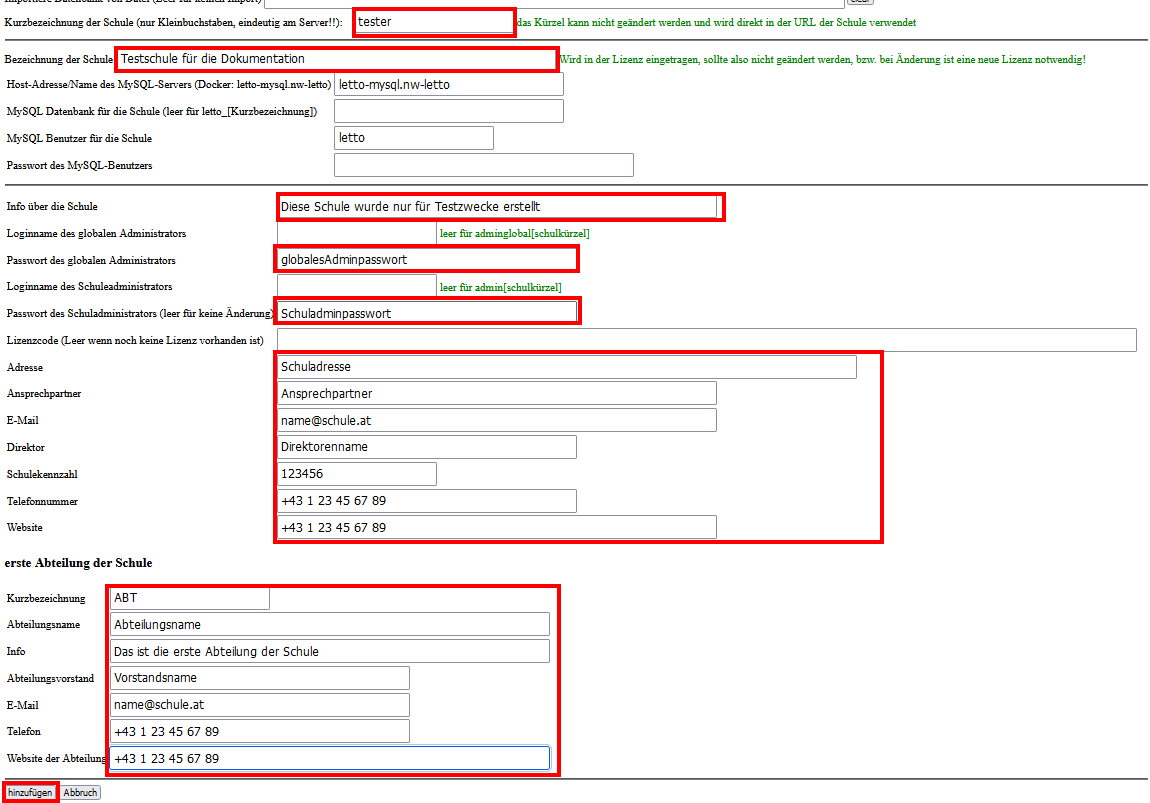 Importiere Datenbank von Datei (Leer für keinen Import) clear
Kurzbezeichnung der Schule (nur Kleinbuchstaben, eindeutig am Server!!): tester das Kürzel kann nicht geändert werden und wird direkt in der URL der Schule verwendet
Bezeichnung der Schule Testschule für die Dokumentation Wird in der Lizenz eingetragen, sollte also nicht geändert werden, bzw. bei Änderung ist eine neue Lizenz notwendig!
Host-Adresse/Name des MySQL-Servers (Docker: letto-mysql.nw-letto) letto-mysql.nw-letto
MySQL Datenbank für die Schule (leer für letto_[Kurzbezeichnung])
MySQL Benutzer für die Schule letto
Passwort des MySQL-Benutzers
Info über die Schule Diese Schule wurde nur für Testzwecke erstellt
Loginname des globalen Administrators leer für adminglobal[schulkürzel]
Passwort des globalen Administrators globalesAdminpasswort
Loginname des Schuleadministrators leer für admin[schulkürzel]
Passwort des Schuladministrators (leer für keine Änderung) Schuladminpasswort
Lizenzcode (Leer wenn noch keine Lizenz vorhanden ist)
Adresse Schuladresse
Ansprechpartner Ansprechpartner
E-Mail name@schule.at
Direktor Direktorenname
Schulekennzahl 123456
Telefonnummer +43 1 23 45 67 89
Website +43 1 23 45 67 89
erste Abteilung der Schule
Kurzbezeichnung ABT
Abteilungsname Abteilungsname
Info Das ist die erste Abteilung der Schule
Abteilungsvorstand Vorstandsname
E-Mail name@schule.at
Telefon +43 1 23 45 67 89
Website der Abteilung +43 1 23 45 67 89
hinzufügen Abbruch